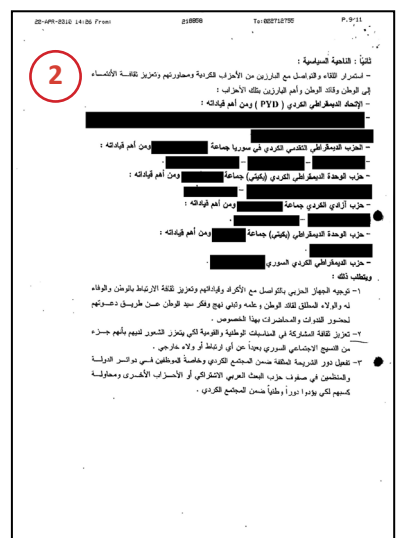 22-APR-2010 14:26 From: 218858 To:022712755 P.9/11
2
ثانياً : الناحية السياسية :
- استمرار اللقاء والتواصل مع البارزين من الأحزاب الكردية ومحاورتهم وتعزيز ثقافة الأنتماء
إلى الوطن وقائد الوطن وأهم البارزين بتلك الأحزاب :
- الإتحاد الديمقراطي الكردي ( PYD ) ومن أهم قياداته :
-
- الحزب الديمقراطي التقدمي الكردي في سوريا جماعة ومن أهم قياداته :
- - - .
- حزب الوحدة الديمقراطي الكردي (يكيتي) جماعة ومن أهم قياداته :
-
- حزب آزادي الكردي جماعة ومن أهم قياداته :
- - .
- حزب الوحدة الديمقراطي (يكيتي) جماعة ومن أهم قياداته :
- .
- حزب الديمقراطي الكردي السوري .
ويتطلب ذلك :
١- توجيه الجهاز الحزبي بالتواصل مع الأكراد وقياداتهم وتعزيز ثقافة الارتباط بالوطن والوفاء
له والولاء المطلق لقائد الوطن وعلمه وتبني نهج وفكر سيد الوطن عن طريق دعوتهم
لحضور الندوات والمحاضرات بهذا الخصوص .
٢- تعزيز ثقافة المشاركة في المناسبات الوطنية والقومية لكي يتعزز الشعور لديهم بأنهم جزء
من النسيج الاجتماعي السوري بعيداً عن أي ارتباط أو ولاء خارجي .
٣- تفعيل دور الشريحة المثقفة ضمن المجتمع الكردي وخاصةً الموظفين في دوائر الدولة
والمنظمين في صفوف حزب البعث العربي الاشتراكي أو الأحزاب الأخرى ومحاولة
كسبهم لكي يؤدوا دوراً وطنياً ضمن المجتمع الكردي .